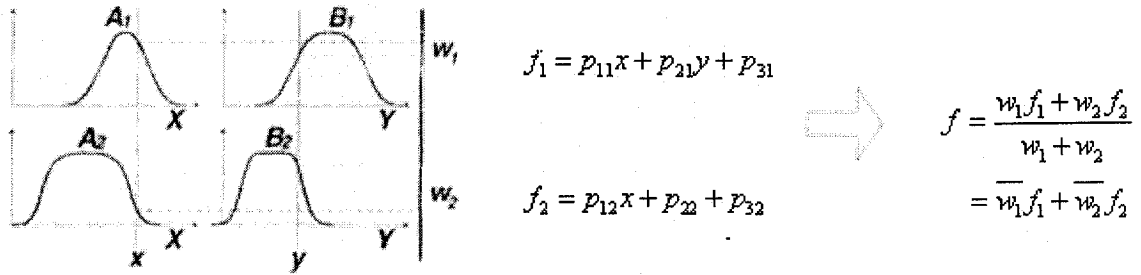 A₁ B₁ w₁
X Y
A₂ B₂ w₂
X Y
x y
f₁ = p₁₁x + p₂₁y + p₃₁
f₂ = p₁₂x + p₂₂ + p₃₂
f = (w₁f₁ + w₂f₂) / (w₁ + w₂)
= w̅₁f₁ + w̅₂f₂